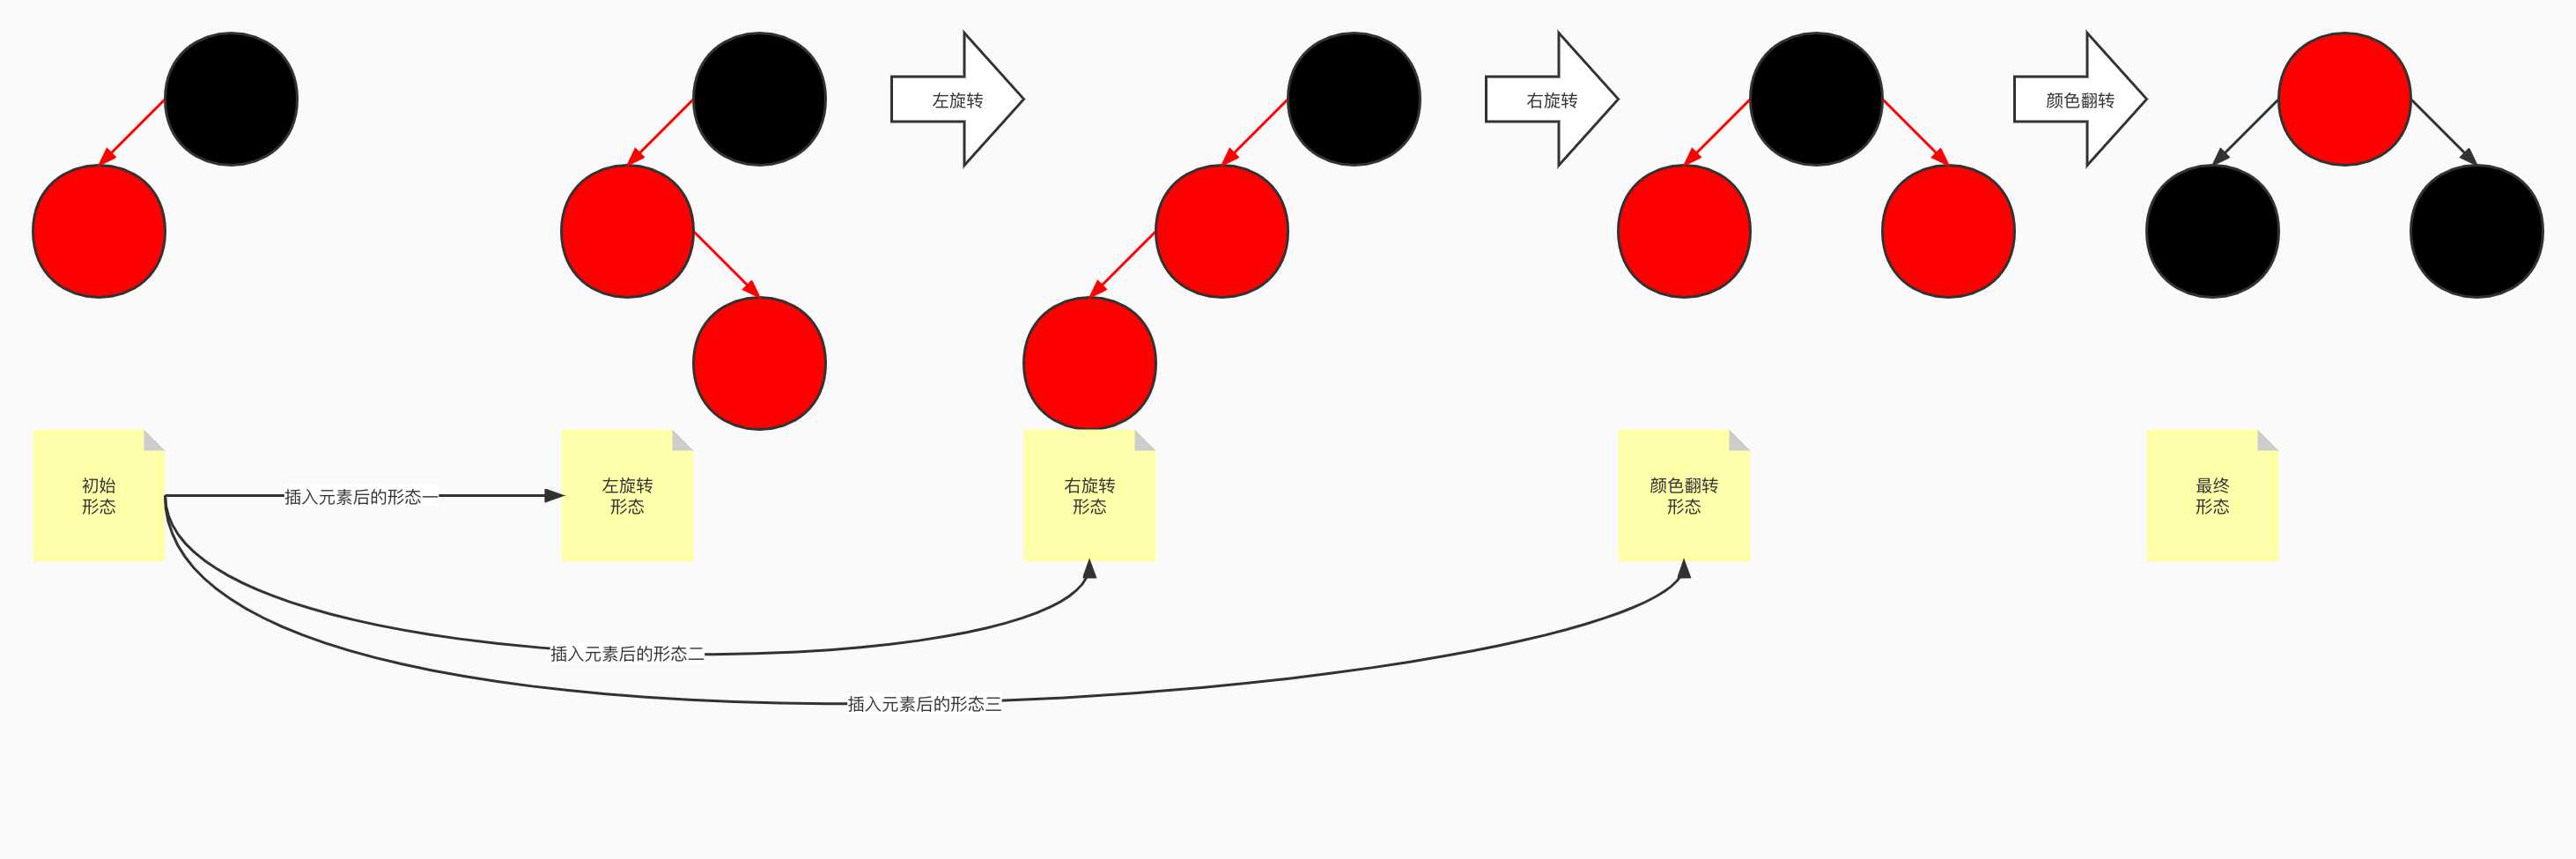 左旋转
右旋转
颜色翻转
初始
形态
插入元素后的形态一
左旋转
形态
右旋转
形态
颜色翻转
形态
最终
形态
插入元素后的形态二
插入元素后的形态三